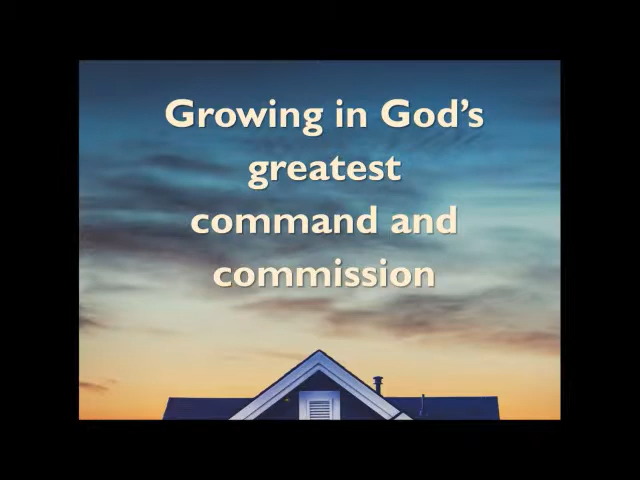 Growing in God's
greatest
command and
commission